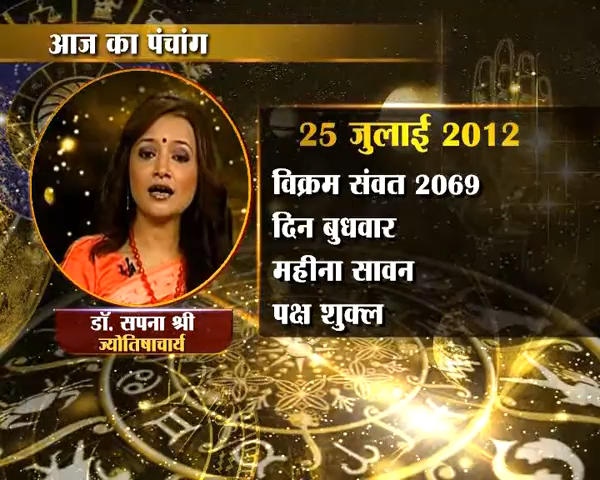 आज का पंचांग
25 जुलाई 2012
विक्रम संवत 2069
दिन बुधवार
महीना सावन
पक्ष शुक्ल
डॉ. सपना श्री
ज्योतिषाचार्य